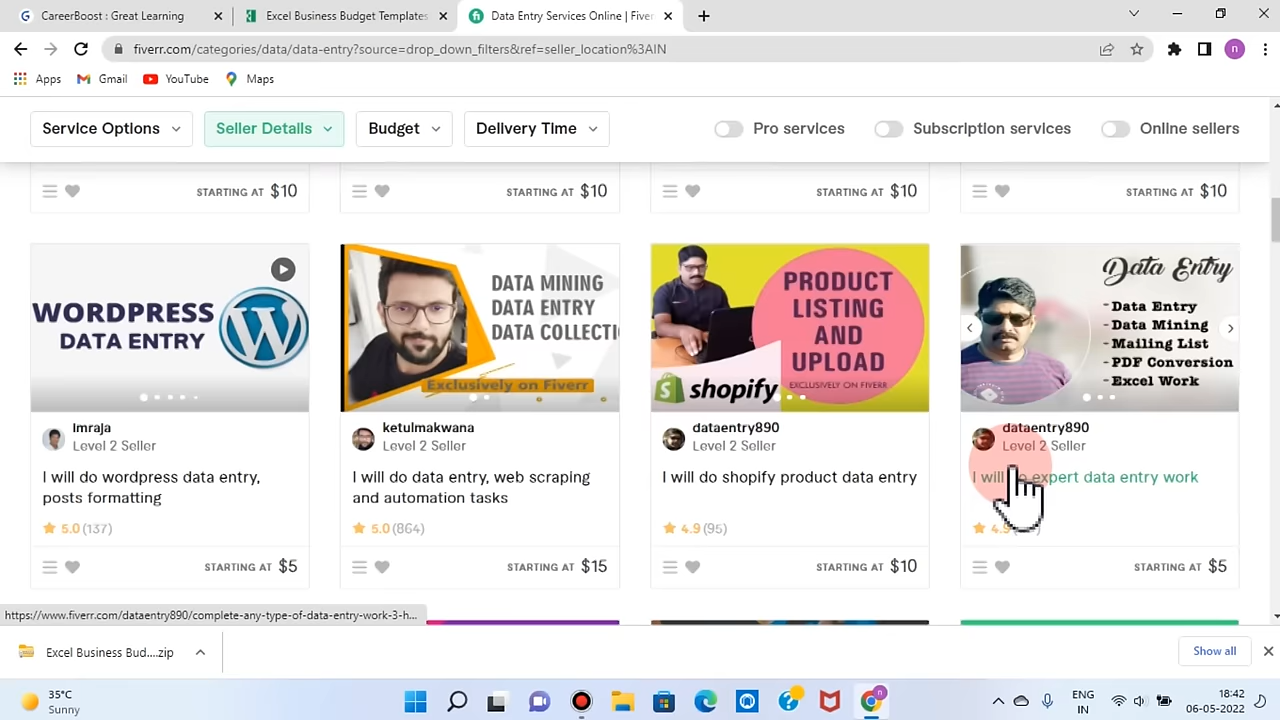 CareerBoost : Great Learning
Excel Business Budget Templates
Data Entry Services Online | Fiver
fiverr.com/categories/data/data-entry?source=drop_down_filters&ref=seller_location%3AIN
n
Apps
Gmail
YouTube
Maps
Service Options
Seller Details
Budget
Delivery Time
Pro services
Subscription services
Online sellers
STARTING AT $10
STARTING AT $10
STARTING AT $10
STARTING AT $10
WORDPRESS
DATA ENTRY
DATA MINING
DATA ENTRY
DATA COLLECTI
Exclusively on Fiverr
PRODUCT
LISTING
AND
UPLOAD
EXCLUSIVELY ON FIVERR
shopify
Data Entry
- Data Entry
- Data Mining
- Mailing List
- PDF Conversion
- Excel Work
lmraja
Level 2 Seller
I will do wordpress data entry,
posts formatting
5.0 (137)
STARTING AT $5
ketulmakwana
Level 2 Seller
I will do data entry, web scraping
and automation tasks
5.0 (864)
STARTING AT $15
dataentry890
Level 2 Seller
I will do shopify product data entry
4.9 (95)
STARTING AT $10
dataentry890
Level 2 Seller
I will do expert data entry work
4.9
STARTING AT $5
https://www.fiverr.com/dataentry890/complete-any-type-of-data-entry-work-3-h...
Excel Business Bud....zip
Show all
35°C
Sunny
n
ENG
IN
18:42
06-05-2022